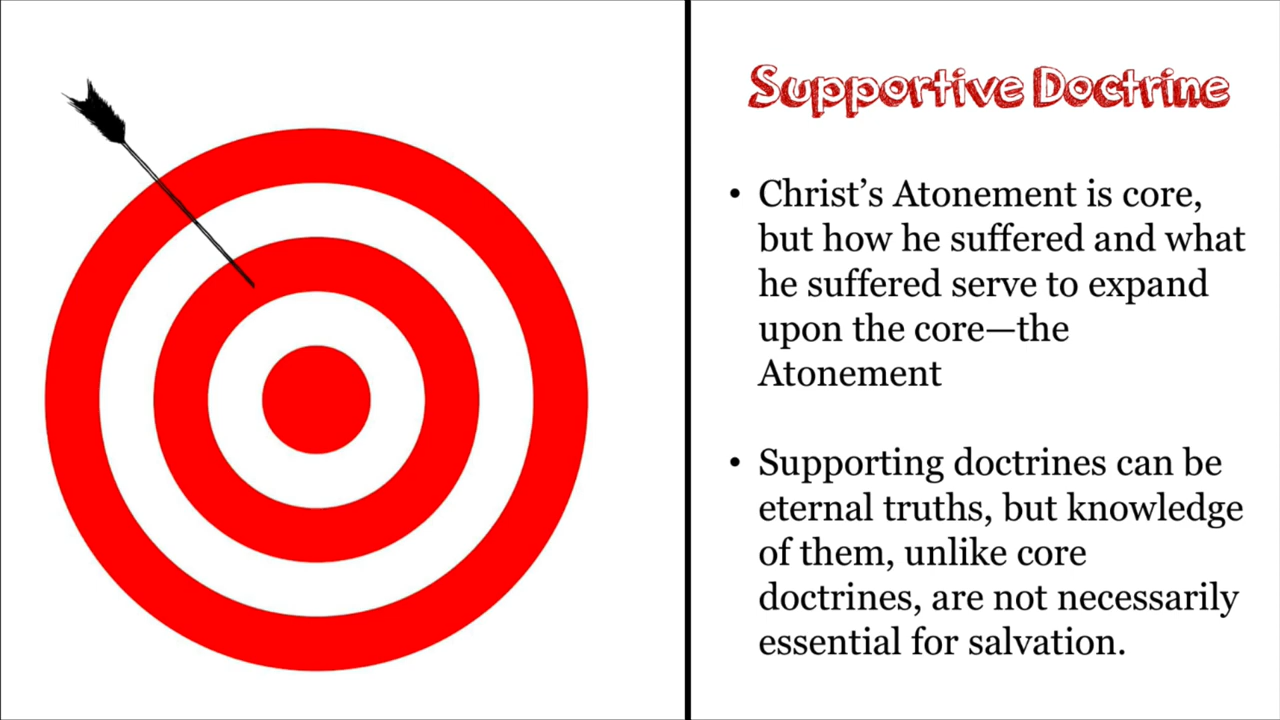 Supportive Doctrine
• Christ’s Atonement is core,
but how he suffered and what
he suffered serve to expand
upon the core—the
Atonement
• Supporting doctrines can be
eternal truths, but knowledge
of them, unlike core
doctrines, are not necessarily
essential for salvation.